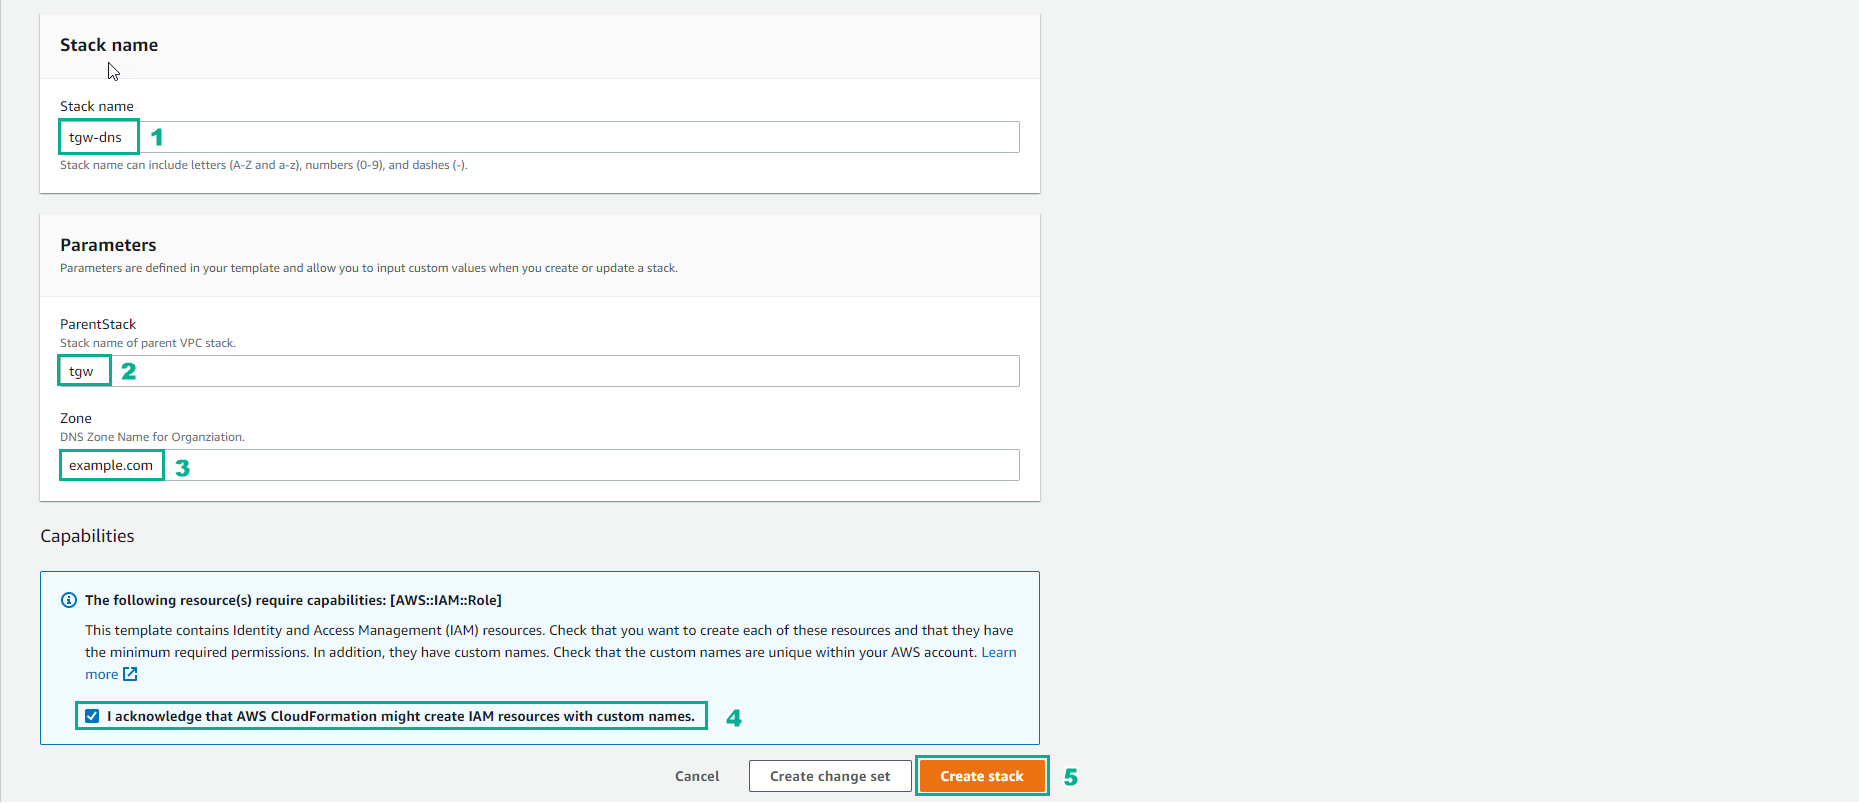 Stack name
Stack name
tgw-dns 1
Stack name can include letters (A-Z and a-z), numbers (0-9), and dashes (-).
Parameters
Parameters are defined in your template and allow you to input custom values when you create or update a stack.
ParentStack
Stack name of parent VPC stack.
tgw 2
Zone
DNS Zone Name for Organziation.
example.com 3
Capabilities
The following resource(s) require capabilities: [AWS::IAM::Role]
This template contains Identity and Access Management (IAM) resources. Check that you want to create each of these resources and that they have
the minimum required permissions. In addition, they have custom names. Check that the custom names are unique within your AWS account. Learn
more
I acknowledge that AWS CloudFormation might create IAM resources with custom names. 4
Cancel Create change set Create stack 5